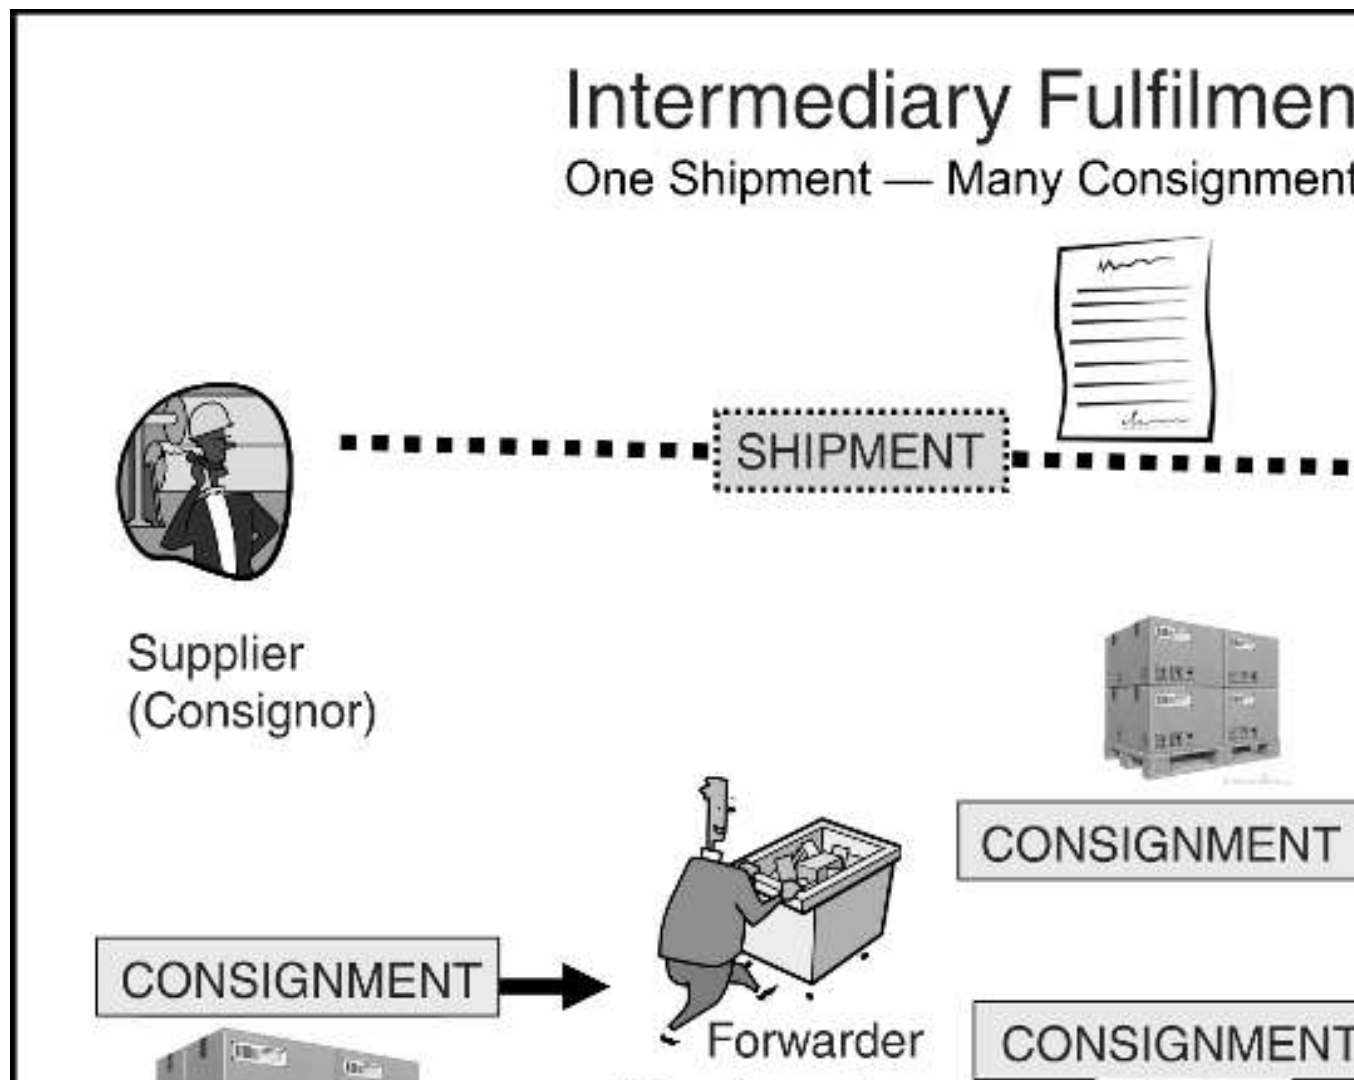 Intermediary Fulfilmen
One Shipment — Many Consignment
SHIPMENT
Supplier
(Consignor)
CONSIGNMENT
CONSIGNMENT
Forwarder
CONSIGNMENT